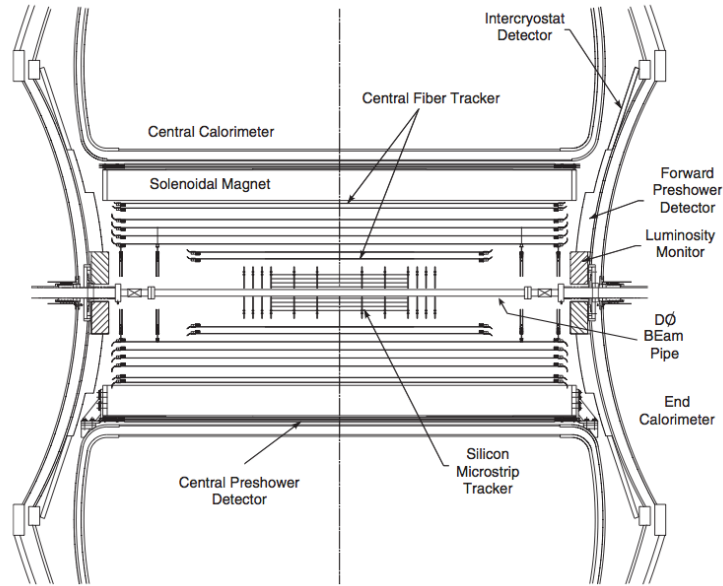 Intercryostat
Detector
Central Fiber Tracker
Central Calorimeter
Solenoidal Magnet
Forward
Preshower
Detector
Luminosity
Monitor
DØ
BEam
Pipe
End
Calorimeter
Silicon
Microstrip
Tracker
Central Preshower
Detector